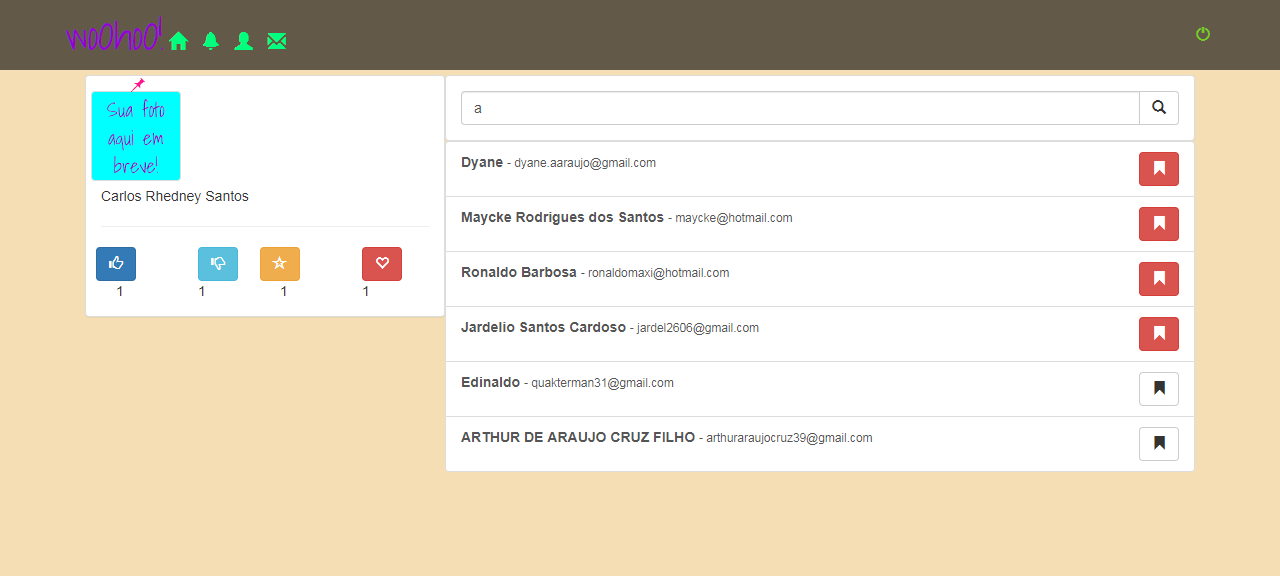 woOhoO!
Sua foto
aqui em
breve!
Carlos Rhedney Santos
1 1 1 1
a
Dyane - dyane.aaraujo@gmail.com
Maycke Rodrigues dos Santos - maycke@hotmail.com
Ronaldo Barbosa - ronaldomaxi@hotmail.com
Jardelio Santos Cardoso - jardel2606@gmail.com
Edinaldo - quakterman31@gmail.com
ARTHUR DE ARAUJO CRUZ FILHO - arthuraraujocruz39@gmail.com